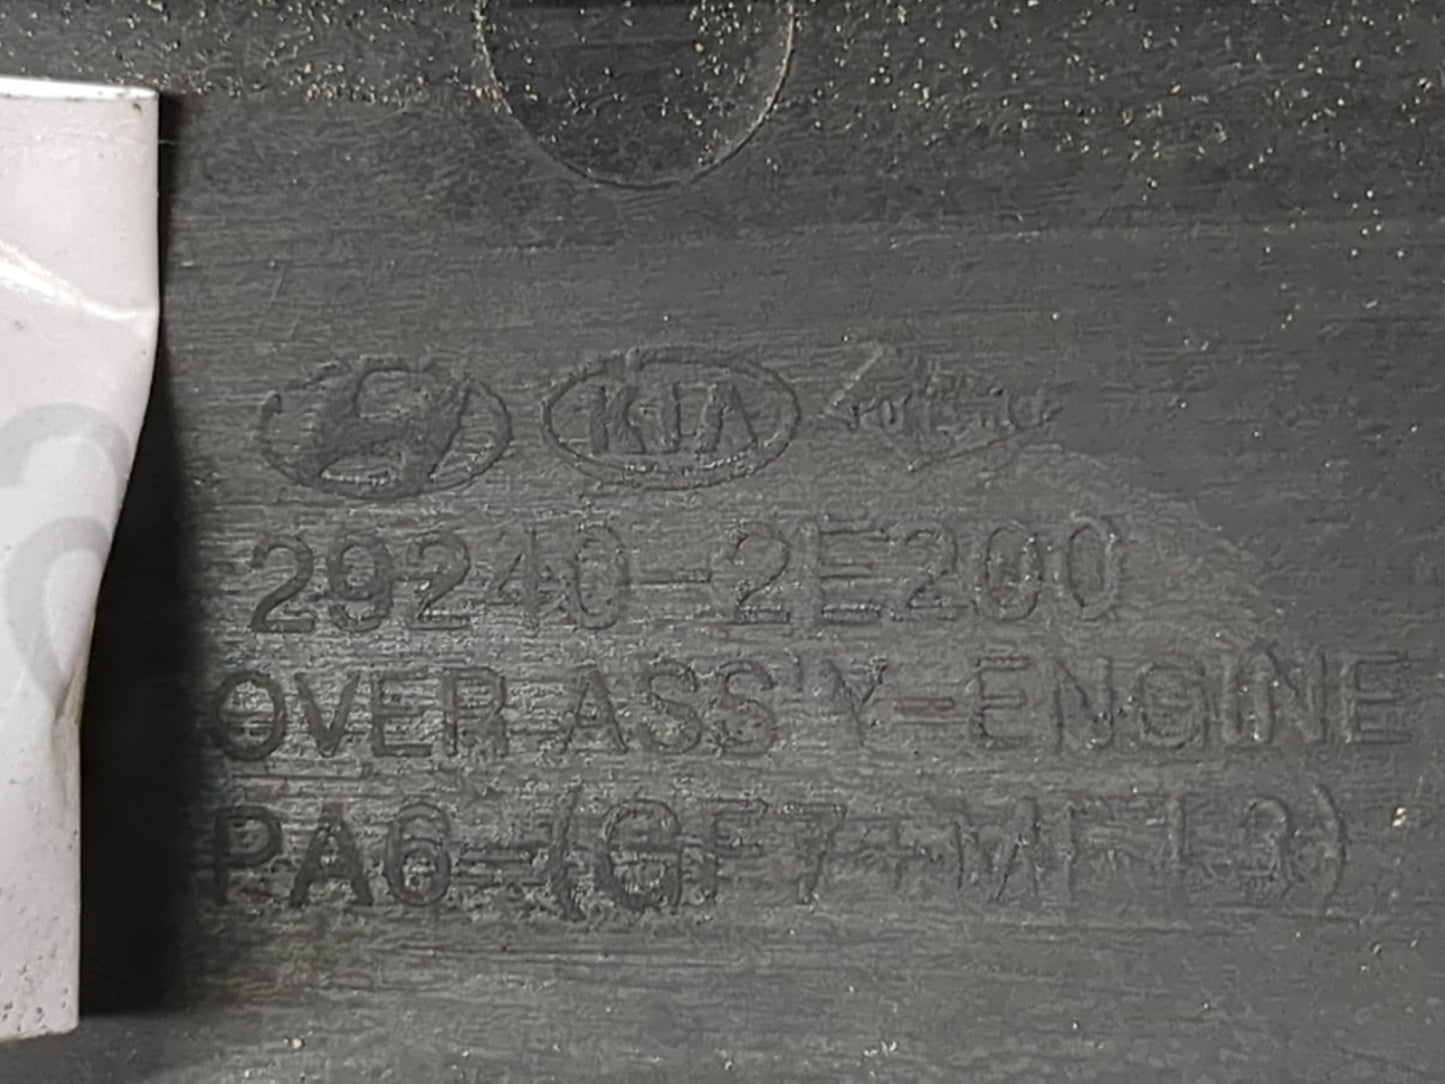 KIA
29240-2E200
OVER ASS'Y-ENGINE
PA6-(GF7+MF13)